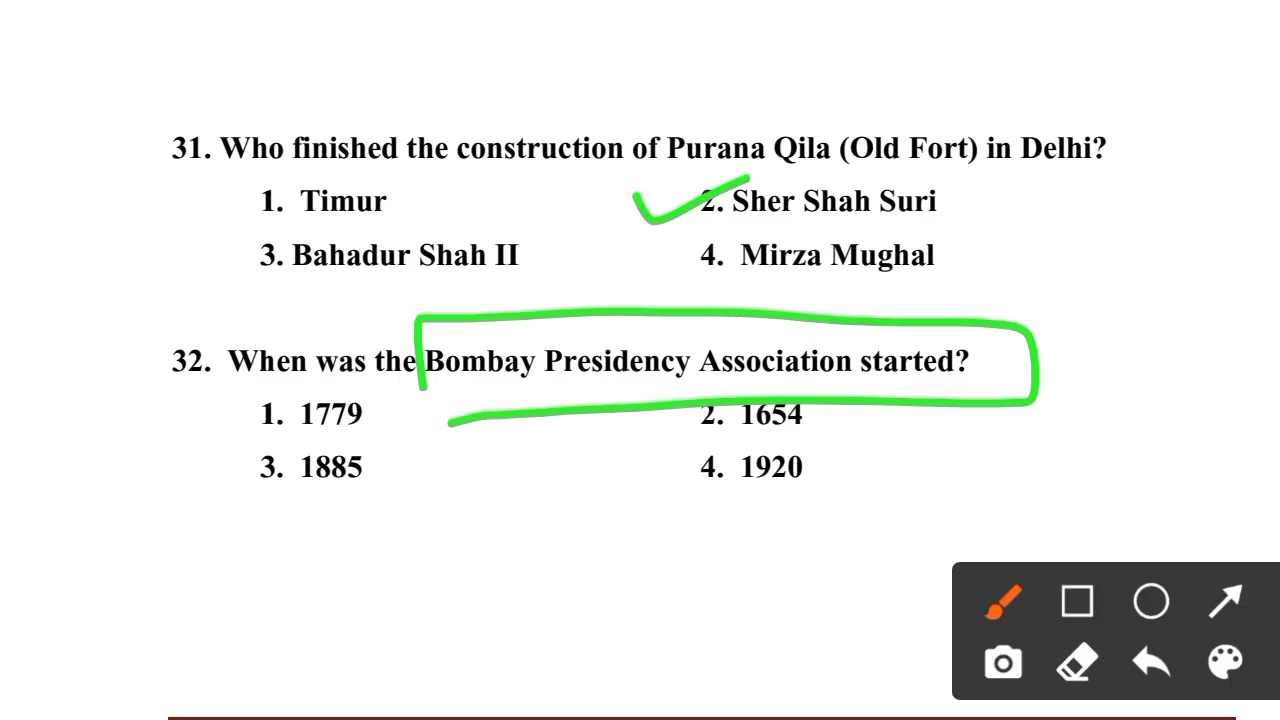 31. Who finished the construction of Purana Qila (Old Fort) in Delhi?
1. Timur 2. Sher Shah Suri
3. Bahadur Shah II 4. Mirza Mughal
32. When was the Bombay Presidency Association started?
1. 1779 2. 1654
3. 1885 4. 1920